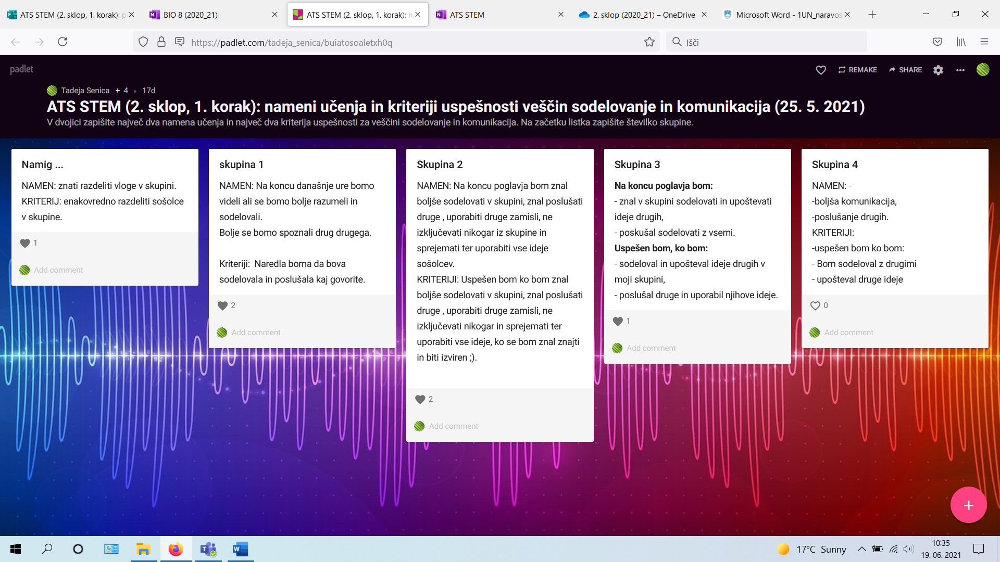 ATS STEM (2. sklop, 1. korak): p
BIO 8 (2020_21)
ATS STEM (2. sklop, 1. korak): n
ATS STEM
2. sklop (2020_21) – OneDrive
Microsoft Word - 1UN_naravos
https://padlet.com/tadeja_senica/buiatosoaletxh0q
Išči
padlet
REMAKE
SHARE
Tadeja Senica + 4 • 17d
ATS STEM (2. sklop, 1. korak): nameni učenja in kriteriji uspešnosti veščin sodelovanje in komunikacija (25. 5. 2021)
V dvojici zapišite največ dva namena učenja in največ dva kriterija uspešnosti za veščini sodelovanje in komunikacija. Na začetku listka zapišite številko skupine.
Namig ...
NAMEN: znati razdeliti vloge v skupini.
KRITERIJ: enakovredno razdeliti sošolce
v skupine.
1
Add comment
skupina 1
NAMEN: Na koncu današnje ure bomo
videli ali se bomo bolje razumeli in
sodelovali.
Bolje se bomo spoznali drug drugega.
Kriteriji:  Naredla boma da bova
sodelovala in poslušala kaj govorite.
2
Add comment
Skupina 2
NAMEN: Na koncu poglavja bom znal
boljše sodelovati v skupini, znal poslušati
druge , uporabiti druge zamisli, ne
izključevati nikogar iz skupine in
sprejemati ter uporabiti vse ideje
sošolcev.
KRITERIJI: Uspešen bom ko bom znal
boljše sodelovati v skupini, znal poslušati
druge , uporabiti druge zamisli, ne
izključevati nikogar in sprejemati ter
uporabiti vse ideje, ko se bom znal znajti
in biti izviren ;).
2
Add comment
Skupina 3
Na koncu poglavja bom:
- znal v skupini sodelovati in upoštevati
ideje drugih,
- poskušal sodelovati z vsemi.
Uspešen bom, ko bom:
- sodeloval in upošteval ideje drugih v
moji skupini,
- poslušal druge in uporabil njihove ideje.
1
Add comment
Skupina 4
NAMEN: -
-boljša komunikacija,
-poslušanje drugih.
KRITERIJI:
-uspešen bom ko bom:
- Bom sodeloval z drugimi
- upošteval druge ideje
0
Add comment
17°C Sunny
10:35
19. 06. 2021